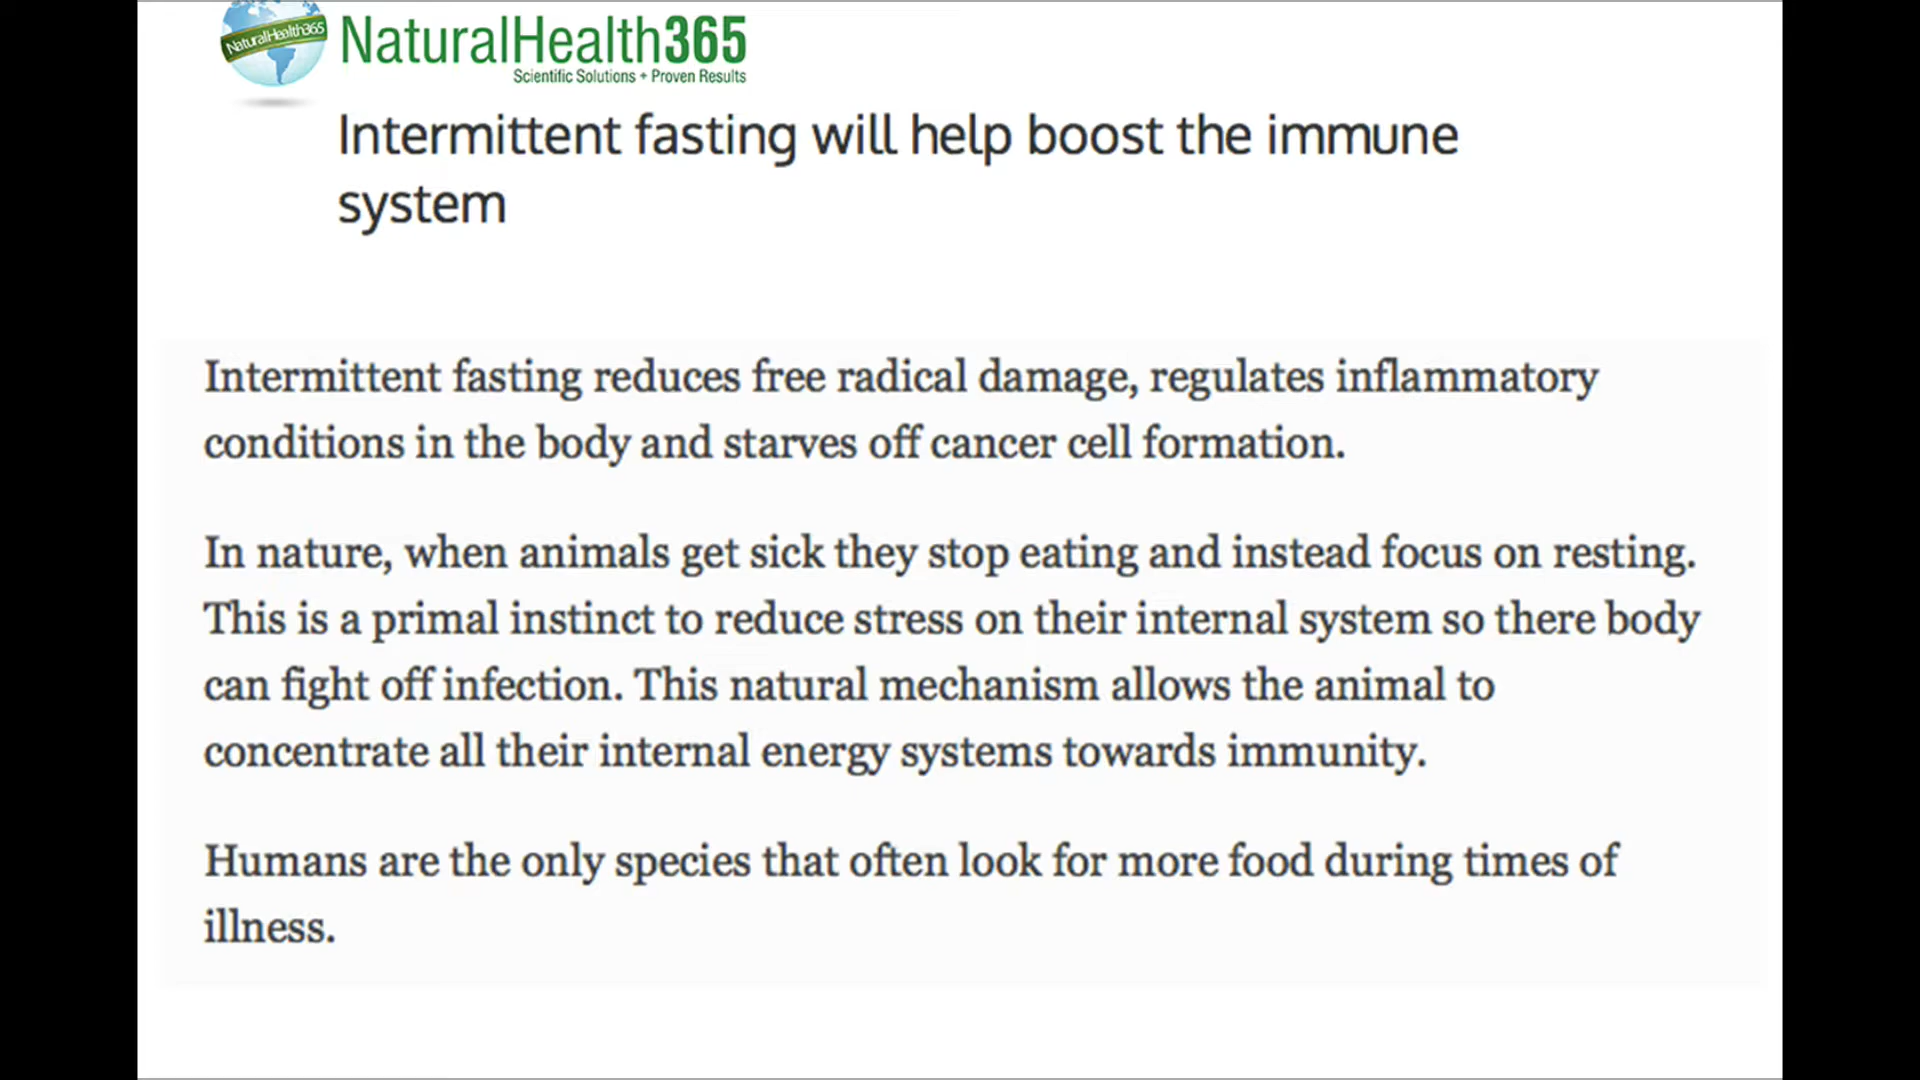 NaturalHealth365
NaturalHealth365
Scientific Solutions + Proven Results
Intermittent fasting will help boost the immune
system
Intermittent fasting reduces free radical damage, regulates inflammatory
conditions in the body and starves off cancer cell formation.
In nature, when animals get sick they stop eating and instead focus on resting.
This is a primal instinct to reduce stress on their internal system so there body
can fight off infection. This natural mechanism allows the animal to
concentrate all their internal energy systems towards immunity.
Humans are the only species that often look for more food during times of
illness.